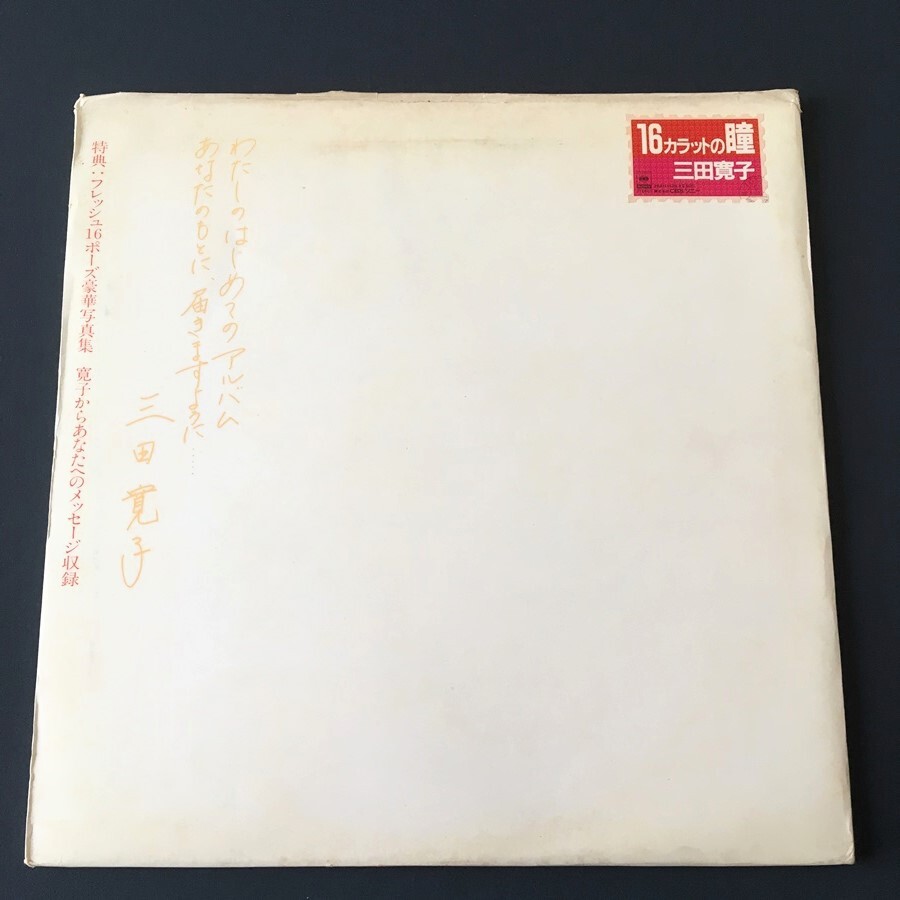 16カラットの瞳
三田寛子
わたしのはじめてのアルバム
あなたのもとに、届きますように……
三田寛子
特典:フレッシュ16ポーズ豪華写真集 寛子からあなたへのメッセージ収録